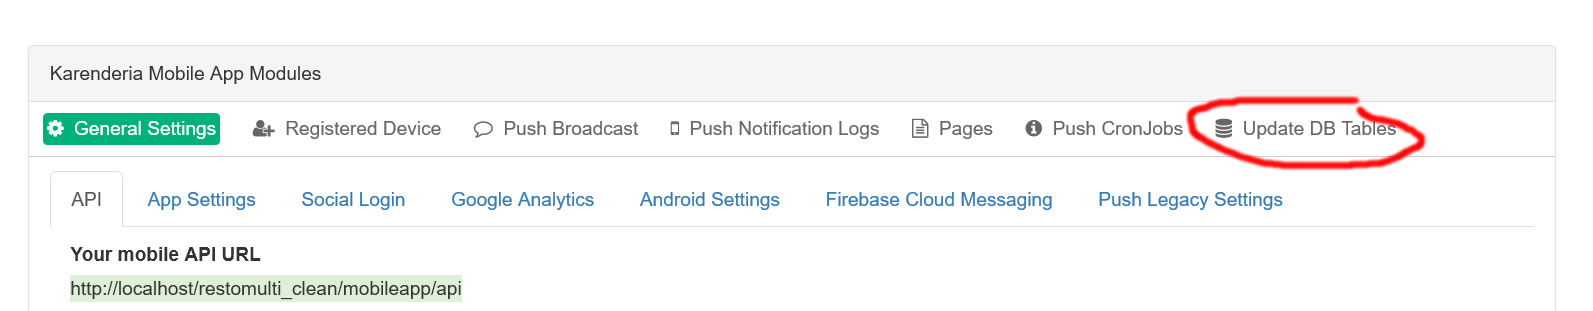 Karenderia Mobile App Modules
General Settings Registered Device Push Broadcast Push Notification Logs Pages Push CronJobs Update DB Tables
API App Settings Social Login Google Analytics Android Settings Firebase Cloud Messaging Push Legacy Settings
Your mobile API URL
http://localhost/restomulti_clean/mobileapp/api